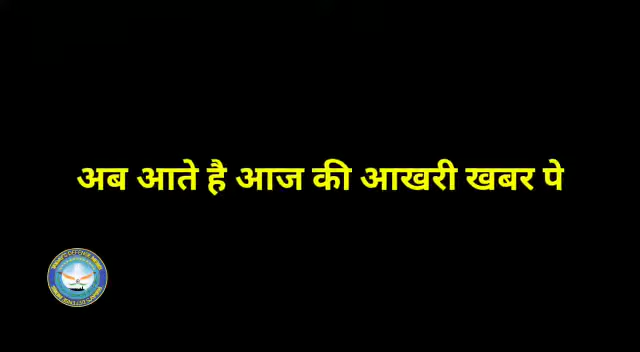 अब आते है आज की आखरी खबर पे